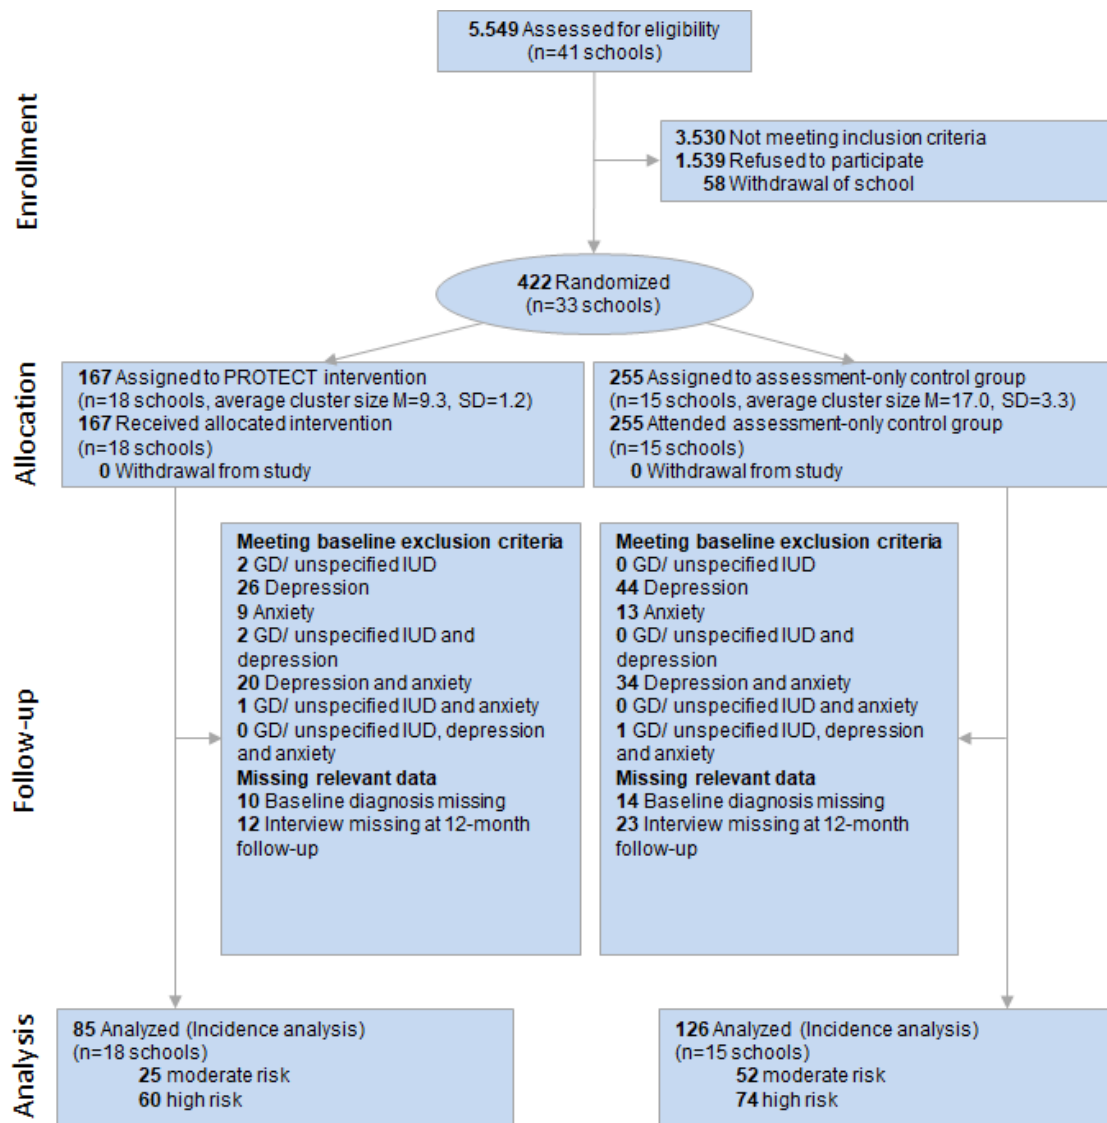 5.549 Assessed for eligibility
(n=41 schools)
Enrollment
3.530 Not meeting inclusion criteria
1.539 Refused to participate
58 Withdrawal of school
422 Randomized
(n=33 schools)
Allocation
167 Assigned to PROTECT intervention
(n=18 schools, average cluster size M=9.3, SD=1.2)
167 Received allocated intervention
(n=18 schools)
0 Withdrawal from study
255 Assigned to assessment-only control group
(n=15 schools, average cluster size M=17.0, SD=3.3)
255 Attended assessment-only control group
(n=15 schools)
0 Withdrawal from study
Follow-up
Meeting baseline exclusion criteria
2 GD/ unspecified IUD
26 Depression
9 Anxiety
2 GD/ unspecified IUD and
depression
20 Depression and anxiety
1 GD/ unspecified IUD and anxiety
0 GD/ unspecified IUD, depression
and anxiety
Missing relevant data
10 Baseline diagnosis missing
12 Interview missing at 12-month
follow-up
Meeting baseline exclusion criteria
0 GD/ unspecified IUD
44 Depression
13 Anxiety
0 GD/ unspecified IUD and
depression
34 Depression and anxiety
0 GD/ unspecified IUD and anxiety
1 GD/ unspecified IUD, depression
and anxiety
Missing relevant data
14 Baseline diagnosis missing
23 Interview missing at 12-month
follow-up
Analysis
85 Analyzed (Incidence analysis)
(n=18 schools)
25 moderate risk
60 high risk
126 Analyzed (Incidence analysis)
(n=15 schools)
52 moderate risk
74 high risk